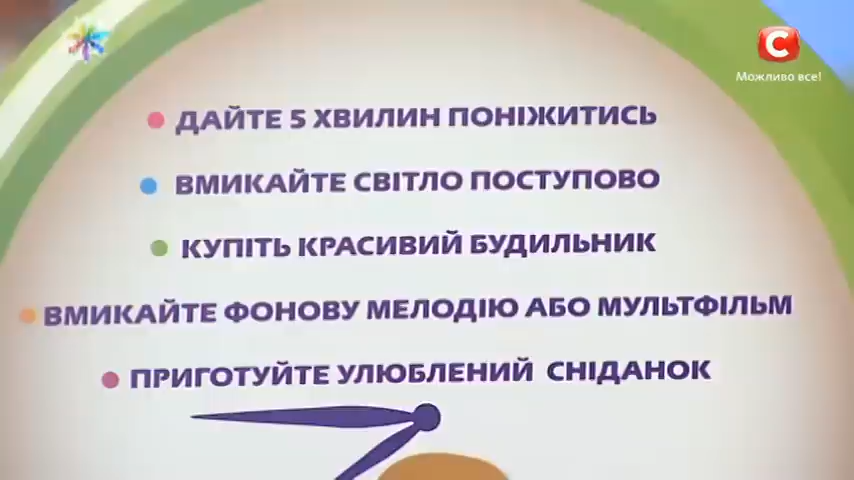 С
Можливо все!
ДАЙТЕ 5 ХВИЛИН ПОНІЖИТИСЬ
ВМИКАЙТЕ СВІТЛО ПОСТУПОВО
КУПІТЬ КРАСИВИЙ БУДИЛЬНИК
ВМИКАЙТЕ ФОНОВУ МЕЛОДІЮ АБО МУЛЬТФІЛЬМ
ПРИГОТУЙТЕ УЛЮБЛЕНИЙ СНІДАНОК